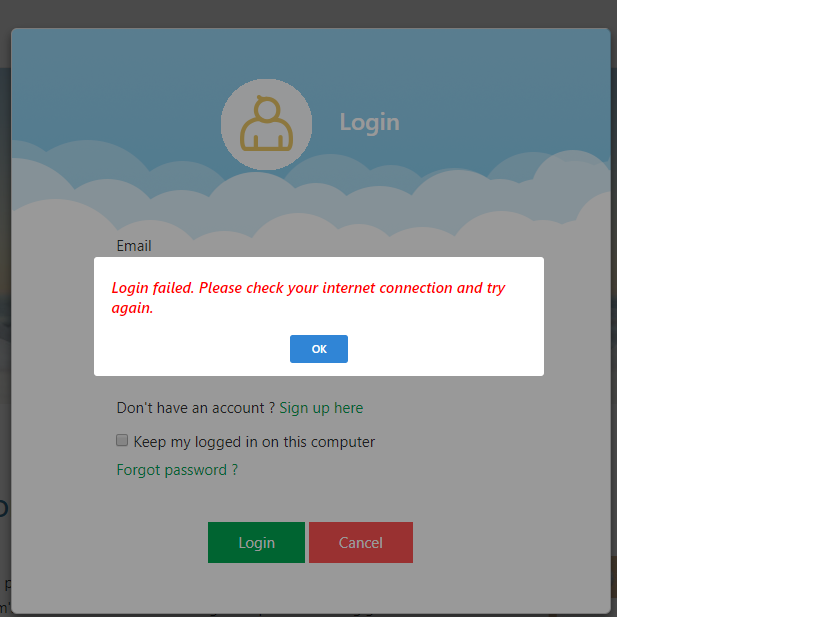 Login
Email
Login failed. Please check your internet connection and try
again.
OK
Don't have an account ? Sign up here
Keep my logged in on this computer
Forgot password ?
Login Cancel